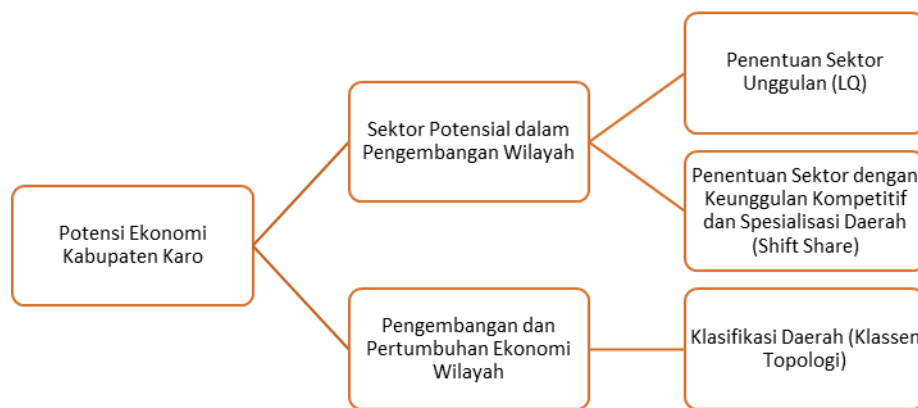 Potensi Ekonomi
Kabupaten Karo
Sektor Potensial dalam
Pengembangan Wilayah
Penentuan Sektor
Unggulan (LQ)
Penentuan Sektor dengan
Keunggulan Kompetitif
dan Spesialisasi Daerah
(Shift Share)
Pengembangan dan
Pertumbuhan Ekonomi
Wilayah
Klasifikasi Daerah (Klassen
Topologi)